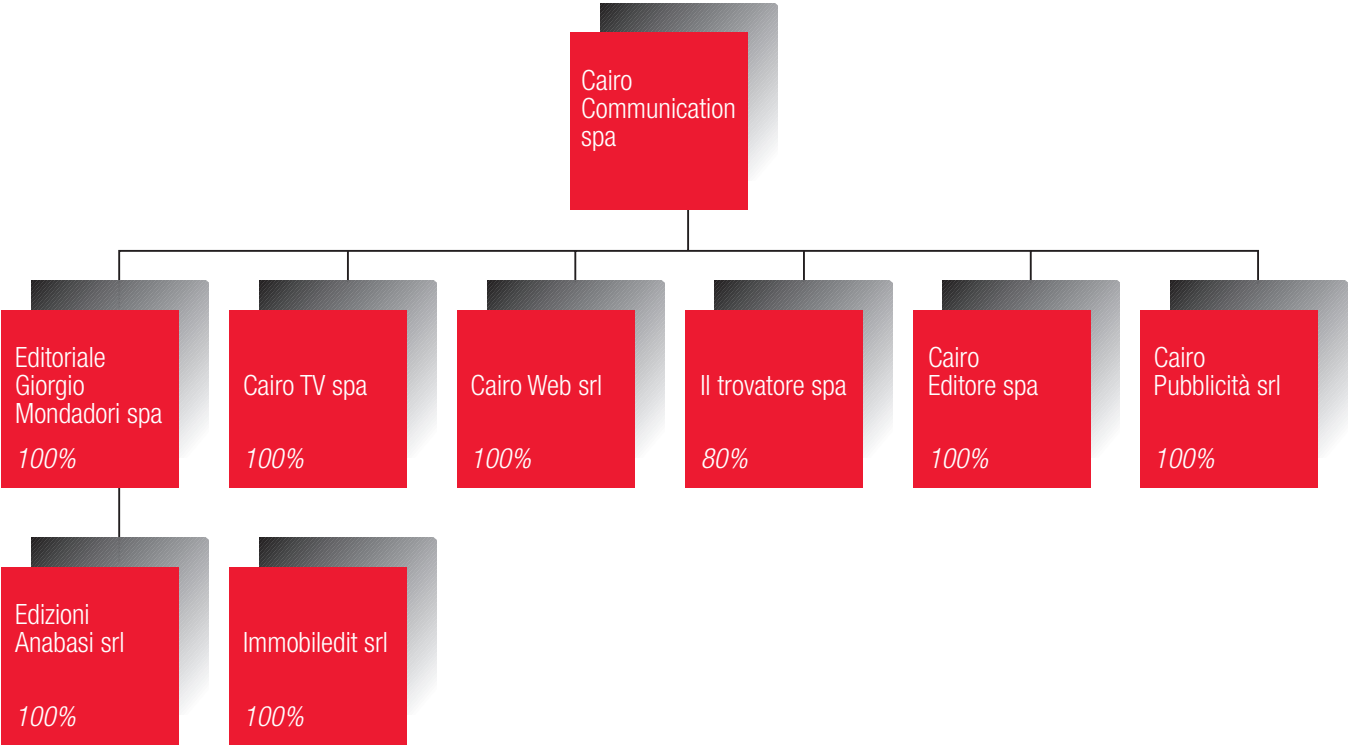 Cairo
Communication
spa
Editoriale
Giorgio
Mondadori spa
100%
Cairo TV spa
100%
Cairo Web srl
100%
Il trovatore spa
80%
Cairo
Editore spa
100%
Cairo
Pubblicità srl
100%
Edizioni
Anabasi srl
100%
Immobiledit srl
100%